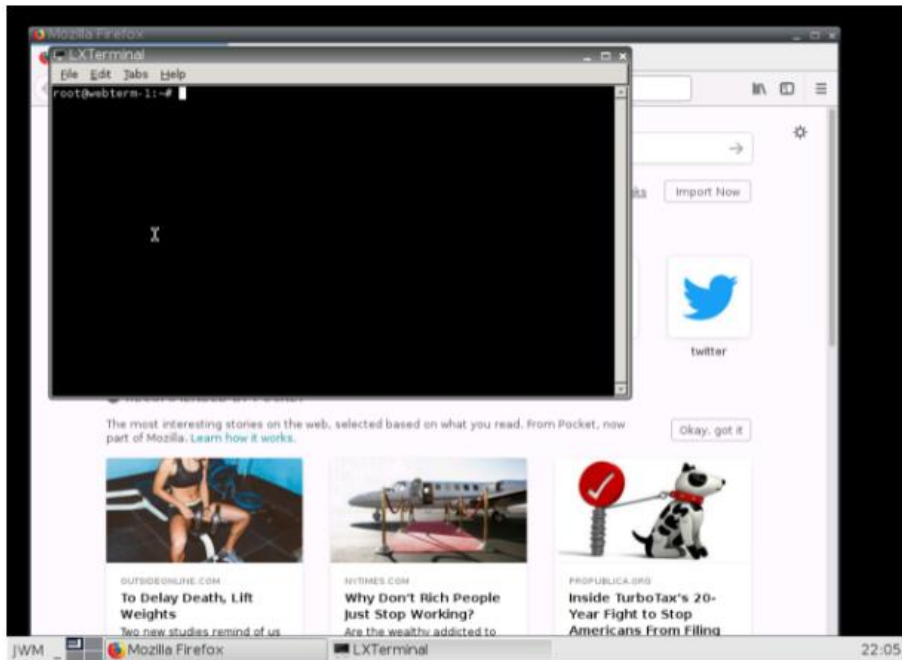 Mozilla Firefox
LXTerminal
File Edit Tabs Help
root@webterm-1:~#
Import Now
twitter
The most interesting stories on the web, selected based on what you read. From Pocket, now
part of Mozilla. Learn how it works.
Okay, got it
OUTSIDEONLINE.COM
To Delay Death, Lift
Weights
Two new studies remind of us
NYTIMES.COM
Why Don't Rich People
Just Stop Working?
Are the wealthy addicted to
PROPUBLICA.ORG
Inside TurboTax's 20-
Year Fight to Stop
Americans From Filing
JWM
Mozilla Firefox
LXTerminal
22:05